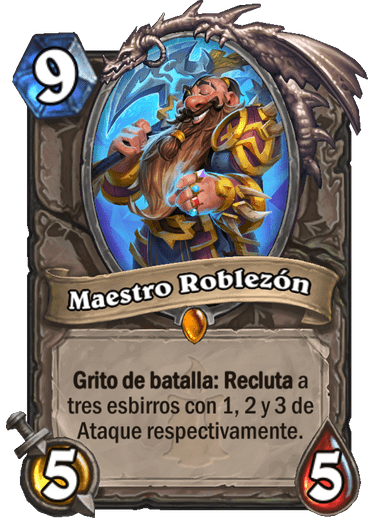 9
Maestro Roblezón
Grito de batalla: Recluta a
tres esbirros con 1, 2 y 3 de
Ataque respectivamente.
5
5